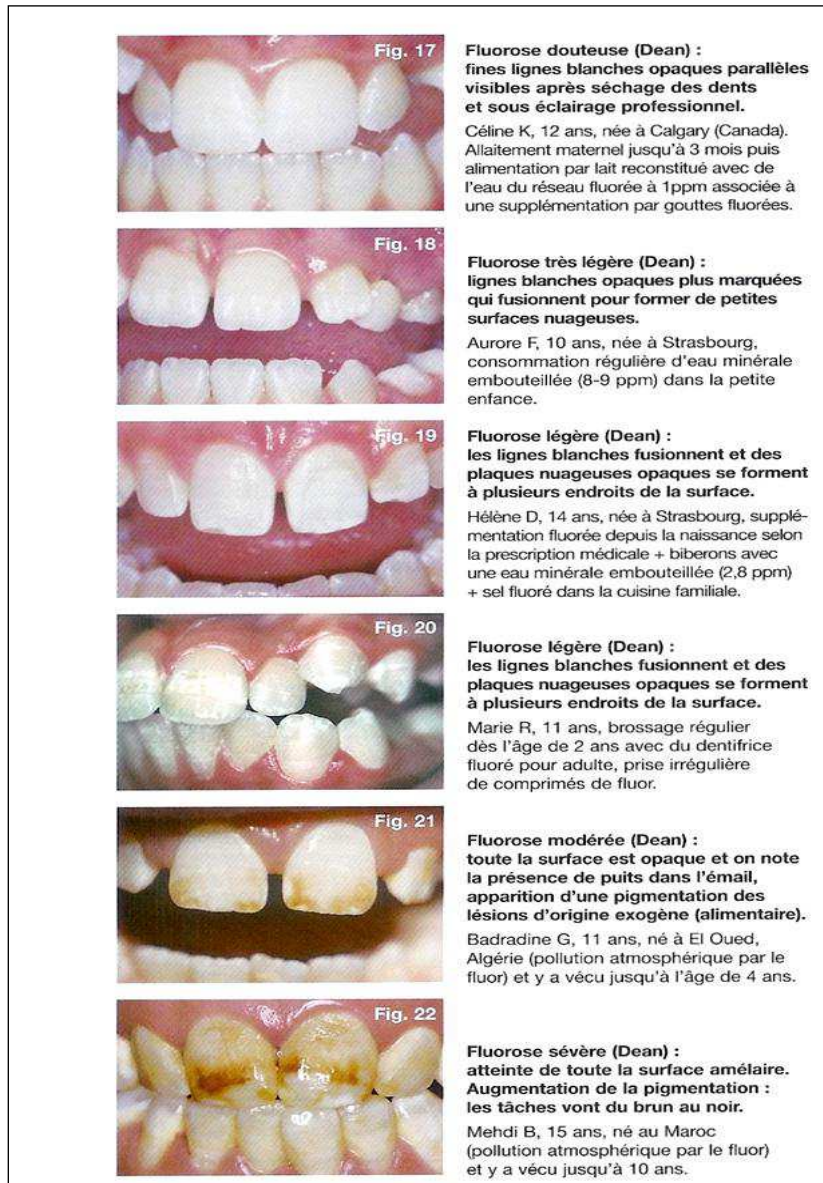 Fig. 17
Fluorose douteuse (Dean) :
fines lignes blanches opaques parallèles
visibles après séchage des dents
et sous éclairage professionnel.
Céline K, 12 ans, née à Calgary (Canada).
Allaitement maternel jusqu'à 3 mois puis
alimentation par lait reconstitué avec de
l'eau du réseau fluorée à 1ppm associée à
une supplémentation par gouttes fluorées.
Fig. 18
Fluorose très légère (Dean) :
lignes blanches opaques plus marquées
qui fusionnent pour former de petites
surfaces nuageuses.
Aurore F, 10 ans, née à Strasbourg,
consommation régulière d'eau minérale
embouteillée (8-9 ppm) dans la petite
enfance.
Fig. 19
Fluorose légère (Dean) :
les lignes blanches fusionnent et des
plaques nuageuses opaques se forment
à plusieurs endroits de la surface.
Hélène D, 14 ans, née à Strasbourg, supplé-
mentation fluorée depuis la naissance selon
la prescription médicale + biberons avec
une eau minérale embouteillée (2,8 ppm)
+ sel fluoré dans la cuisine familiale.
Fig. 20
Fluorose légère (Dean) :
les lignes blanches fusionnent et des
plaques nuageuses opaques se forment
à plusieurs endroits de la surface.
Marie R, 11 ans, brossage régulier
dès l'âge de 2 ans avec du dentifrice
fluoré pour adulte, prise irrégulière
de comprimés de fluor.
Fig. 21
Fluorose modérée (Dean) :
toute la surface est opaque et on note
la présence de puits dans l'émail,
apparition d'une pigmentation des
lésions d'origine exogène (alimentaire).
Badradine G, 11 ans, né à El Oued,
Algérie (pollution atmosphérique par le
fluor) et y a vécu jusqu'à l'âge de 4 ans.
Fig. 22
Fluorose sévère (Dean) :
atteinte de toute la surface amélaire.
Augmentation de la pigmentation :
les tâches vont du brun au noir.
Mehdi B, 15 ans, né au Maroc
(pollution atmosphérique par le fluor)
et y a vécu jusqu'à 10 ans.